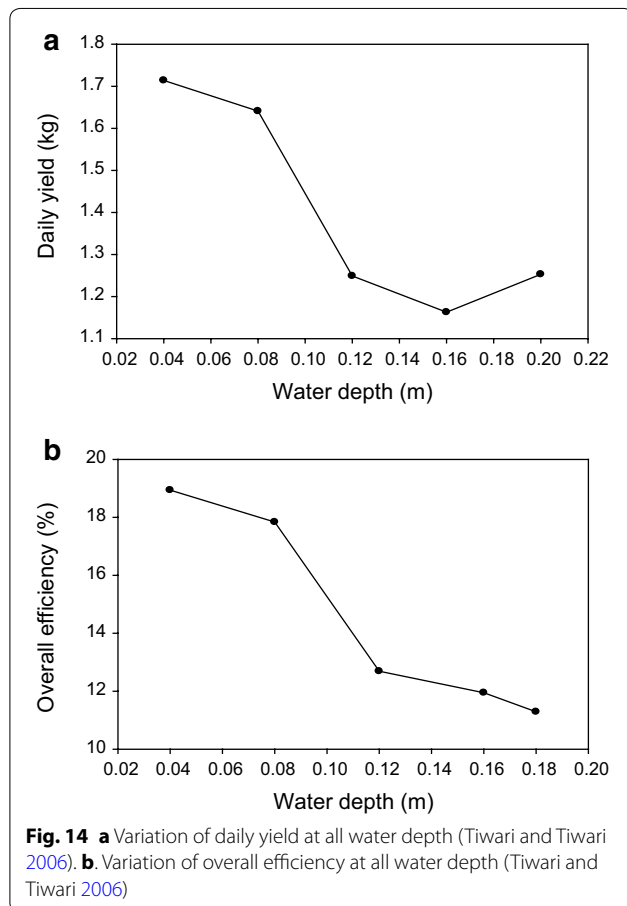 a
1.8
1.7
1.6
1.5
1.4
1.3
1.2
1.1
Daily yield (kg)
0.02 0.04 0.06 0.08 0.10 0.12 0.14 0.16 0.18 0.20 0.22
Water depth (m)
b
20
18
16
14
12
10
Overall efficiency (%)
0.02 0.04 0.06 0.08 0.10 0.12 0.14 0.16 0.18 0.20
Water depth (m)
Fig. 14 a Variation of daily yield at all water depth (Tiwari and Tiwari
2006). b. Variation of overall efficiency at all water depth (Tiwari and
Tiwari 2006)